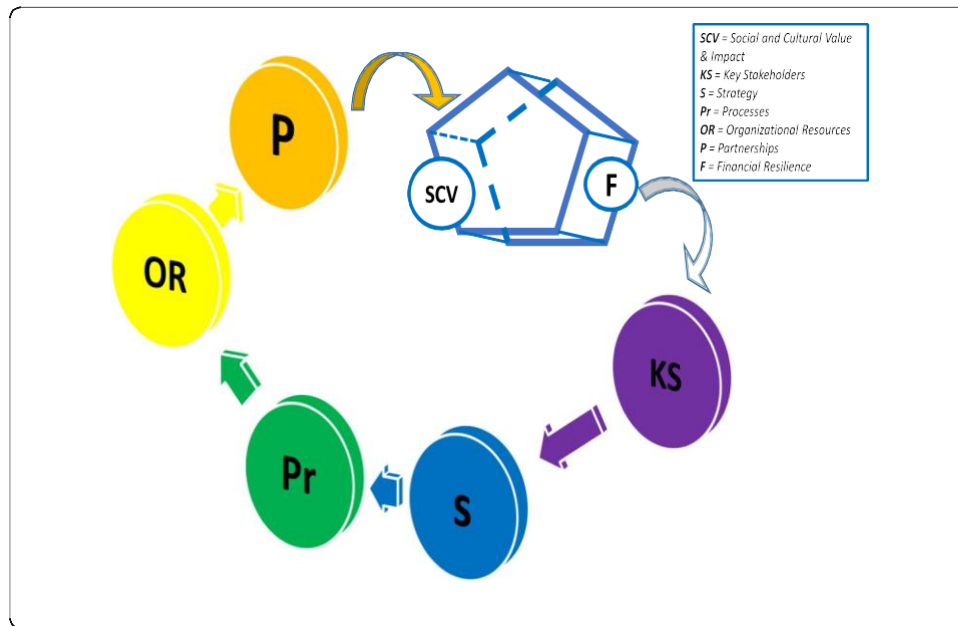 SCV = Social and Cultural Value
& Impact
KS = Key Stakeholders
S = Strategy
Pr = Processes
OR = Organizational Resources
P = Partnerships
F = Financial Resilience
P
SCV
F
OR
KS
Pr
S